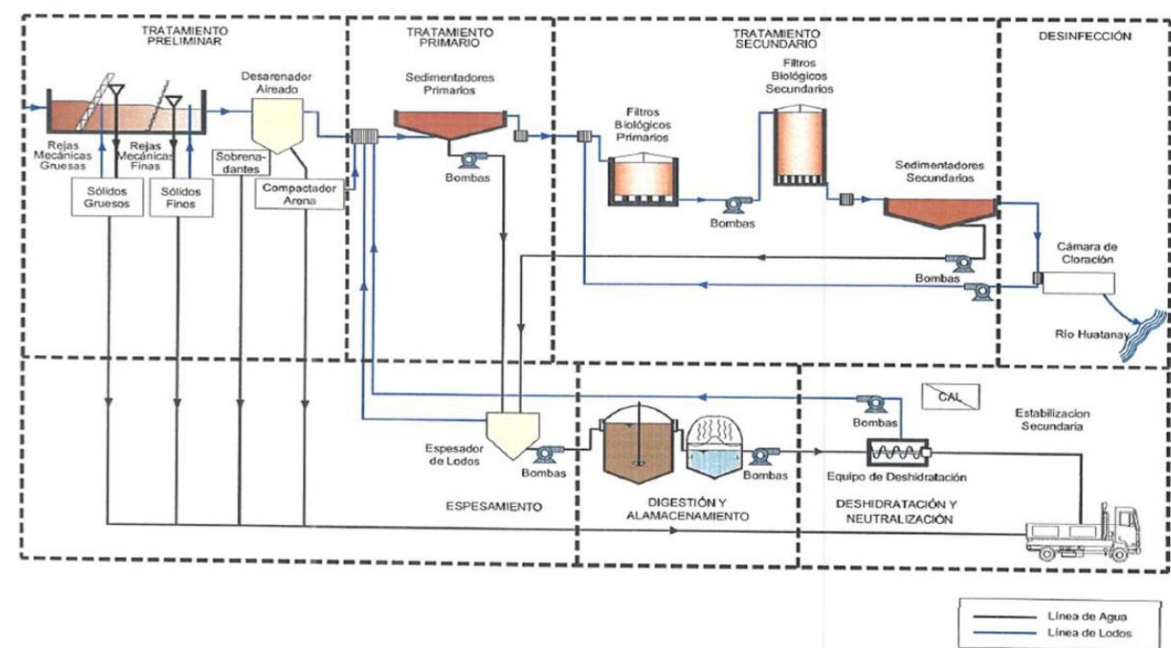 TRATAMIENTO
PRELIMINAR
TRATAMIENTO
PRIMARIO
TRATAMIENTO
SECUNDARIO
DESINFECCIÓN
Desarenador
Aireado
Sedimentadores
Primarios
Filtros
Biológicos
Secundarios
Filtros
Biológicos
Primarios
Sedimentadores
Secundarios
Rejas
Mecánicas
Gruesas
Rejas
Mecánicas
Finas
Sobrena-
dantes
Sólidos
Gruesos
Sólidos
Finos
Compactador
Arena
Bombas
Bombas
Bombas
Cámara de
Cloración
Río Huatanay
CAL
Estabilizacion
Secundaria
Bombas
Espesador
de Lodos
Bombas
Bombas
Equipo de Deshidratación
ESPESAMIENTO
DIGESTIÓN Y
ALAMACENAMIENTO
DESHIDRATACIÓN Y
NEUTRALIZACIÓN
Línea de Agua
Línea de Lodos